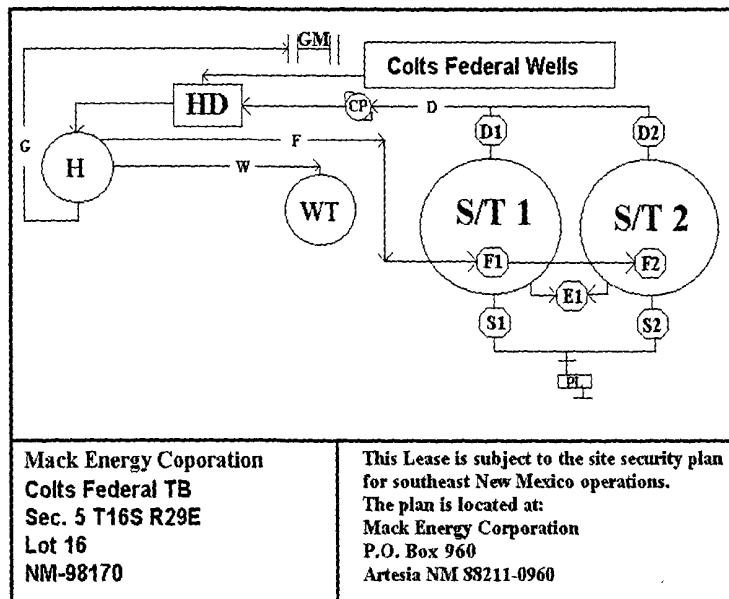 GM
Colts Federal Wells
HD
CP
D
D1
D2
G
H
F
W
WT
S/T 1
S/T 2
F1
F2
E1
S1
S2
PL
Mack Energy Coporation
Colts Federal TB
Sec. 5 T16S R29E
Lot 16
NM-98170
This Lease is subject to the site security plan
for southeast New Mexico operations.
The plan is located at:
Mack Energy Corporation
P.O. Box 960
Artesia NM 88211-0960